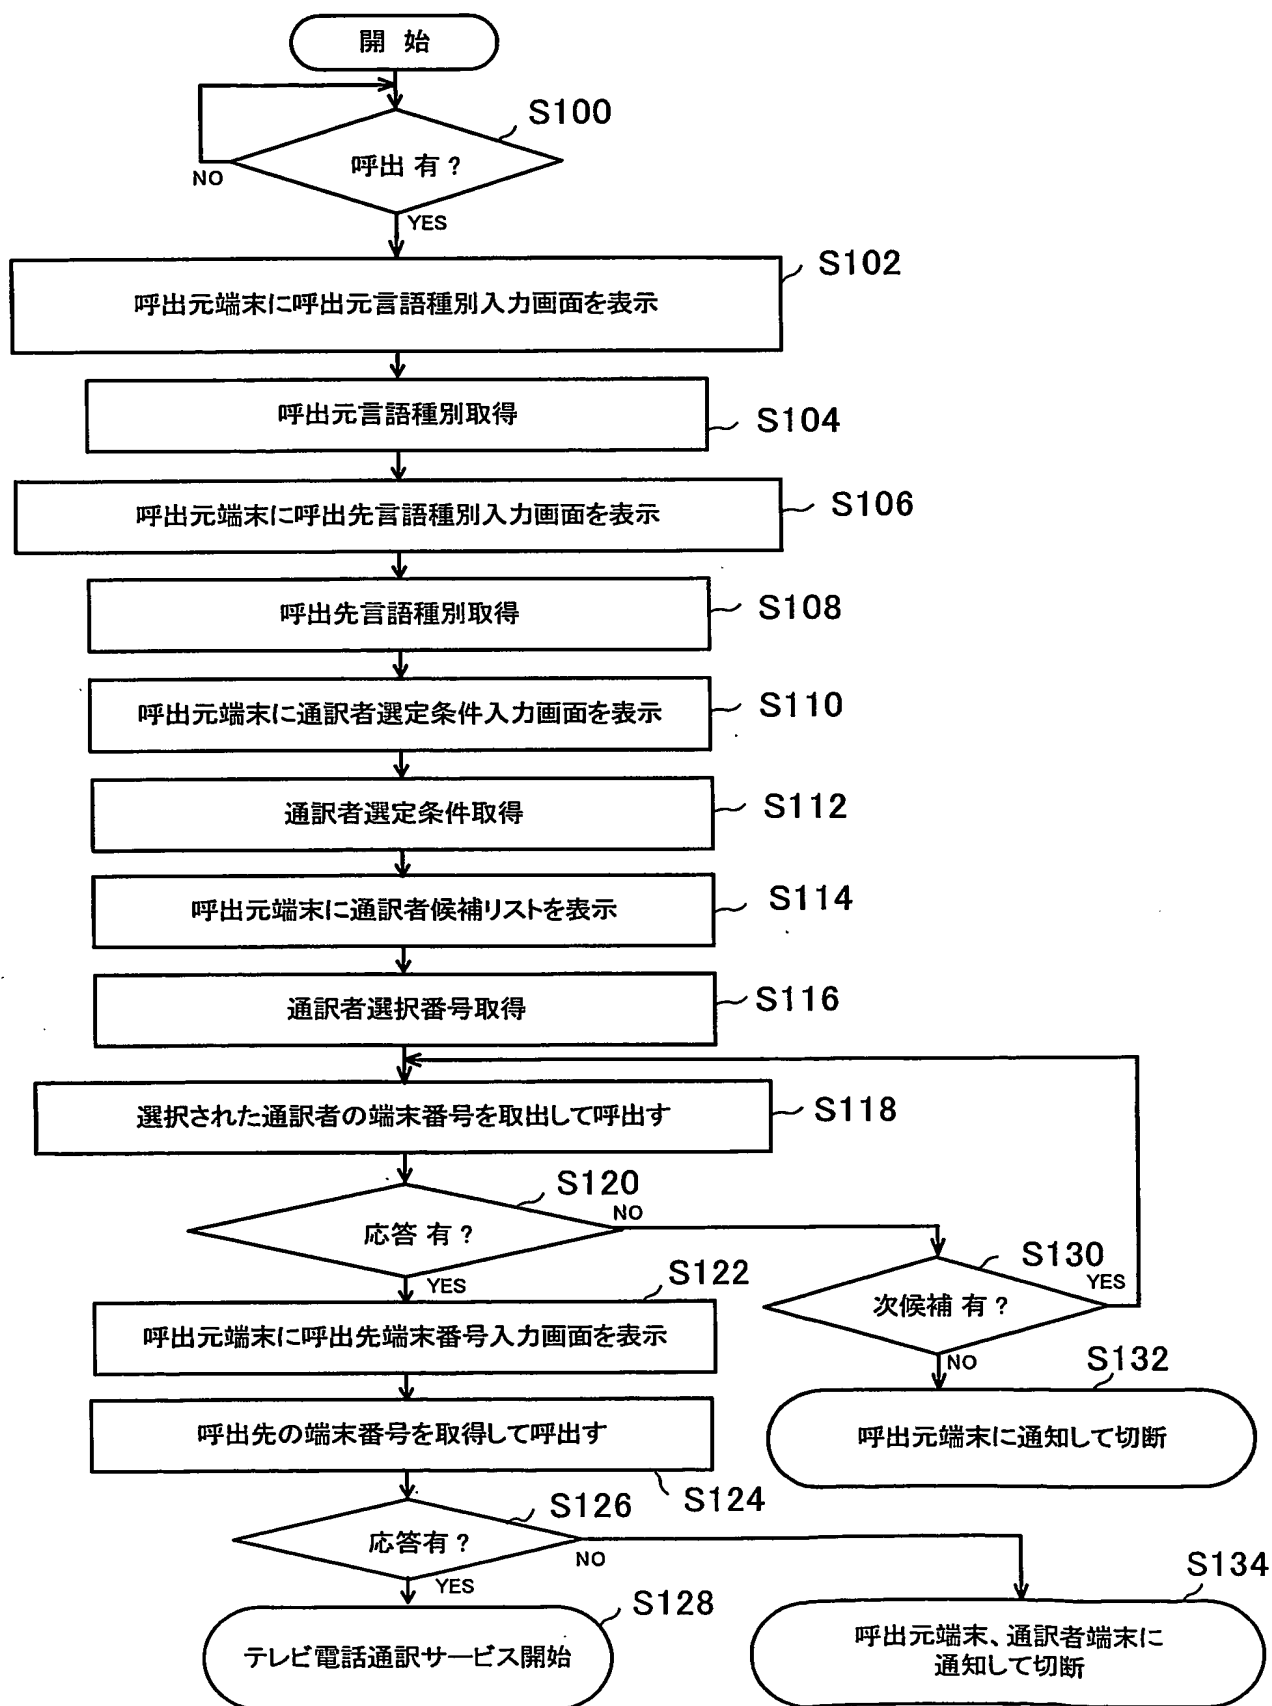 開 始
S100
呼出 有?
NO
YES
S102
呼出元端末に呼出元言語種別入力画面を表示
呼出元言語種別取得
S104
呼出元端末に呼出先言語種別入力画面を表示
S106
呼出先言語種別取得
S108
呼出元端末に通訳者選定条件入力画面を表示
S110
通訳者選定条件取得
S112
呼出元端末に通訳者候補リストを表示
S114
通訳者選択番号取得
S116
選択された通訳者の端末番号を取出して呼出す
S118
S120
応答 有?
NO
YES
S130
次候補 有?
YES
NO
S122
呼出元端末に呼出先端末番号入力画面を表示
S132
呼出元端末に通知して切断
呼出先の端末番号を取得して呼出す
S124
S126
応答有?
NO
YES
S128
テレビ電話通訳サービス開始
S134
呼出元端末、通訳者端末に
通知して切断